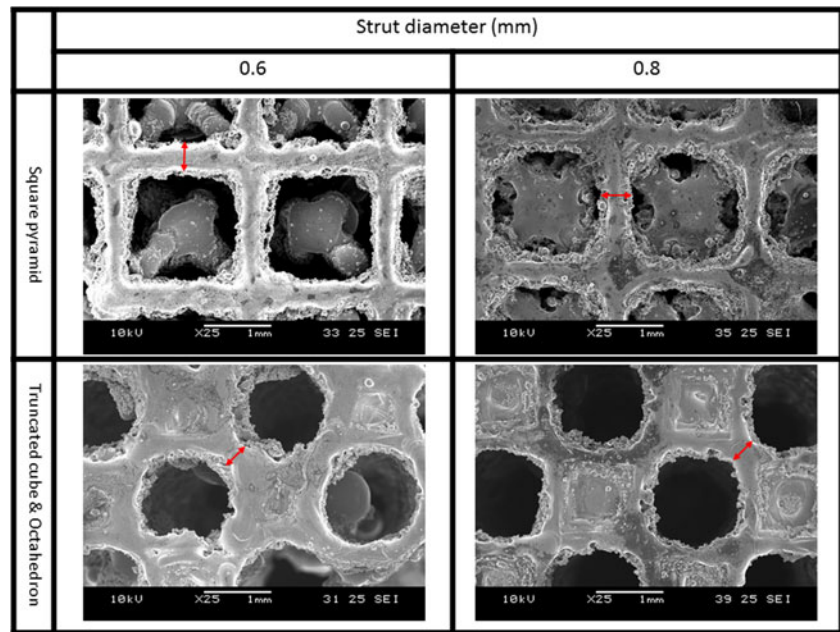 Strut diameter (mm)
0.6
0.8
Square pyramid
10kV X25 1mm 33 25 SEI
10kV X25 1mm 35 25 SEI
Truncated cube & Octahedron
10kV X25 1mm 31 25 SEI
10kV X25 1mm 39 25 SEI